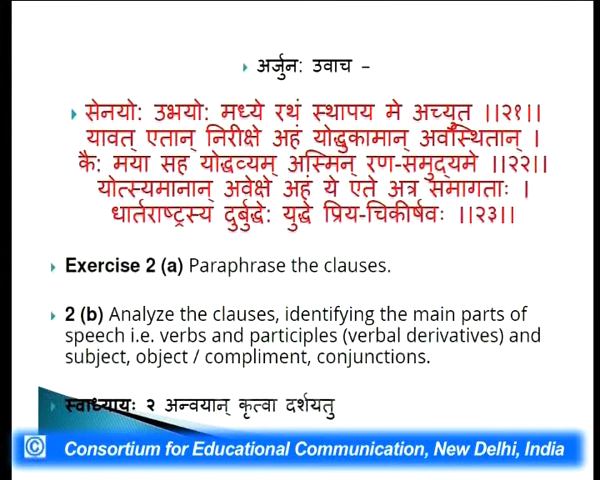 अर्जुन: उवाच –
सेनयो: उभयो: मध्ये रथं स्थापय मे अच्युत ।।२१।।
यावत् एतान् निरीक्षे अहं योद्धुकामान् अवस्थितान् ।
कै: मया सह योद्धव्यम् अस्मिन् रण-समुद्यमे ।।२२।।
योत्स्यमानान् अवेक्षे अहं ये एते अत्र समागताः ।
धार्तराष्ट्रस्य दुर्बुद्धे: युद्धे प्रिय-चिकीर्षवः ।।२३।।
Exercise 2 (a) Paraphrase the clauses.
2 (b) Analyze the clauses, identifying the main parts of
speech i.e. verbs and participles (verbal derivatives) and
subject, object / compliment, conjunctions.
स्वाध्यायः २ अन्वयान् कृत्वा दर्शयतु
© Consortium for Educational Communication, New Delhi, India